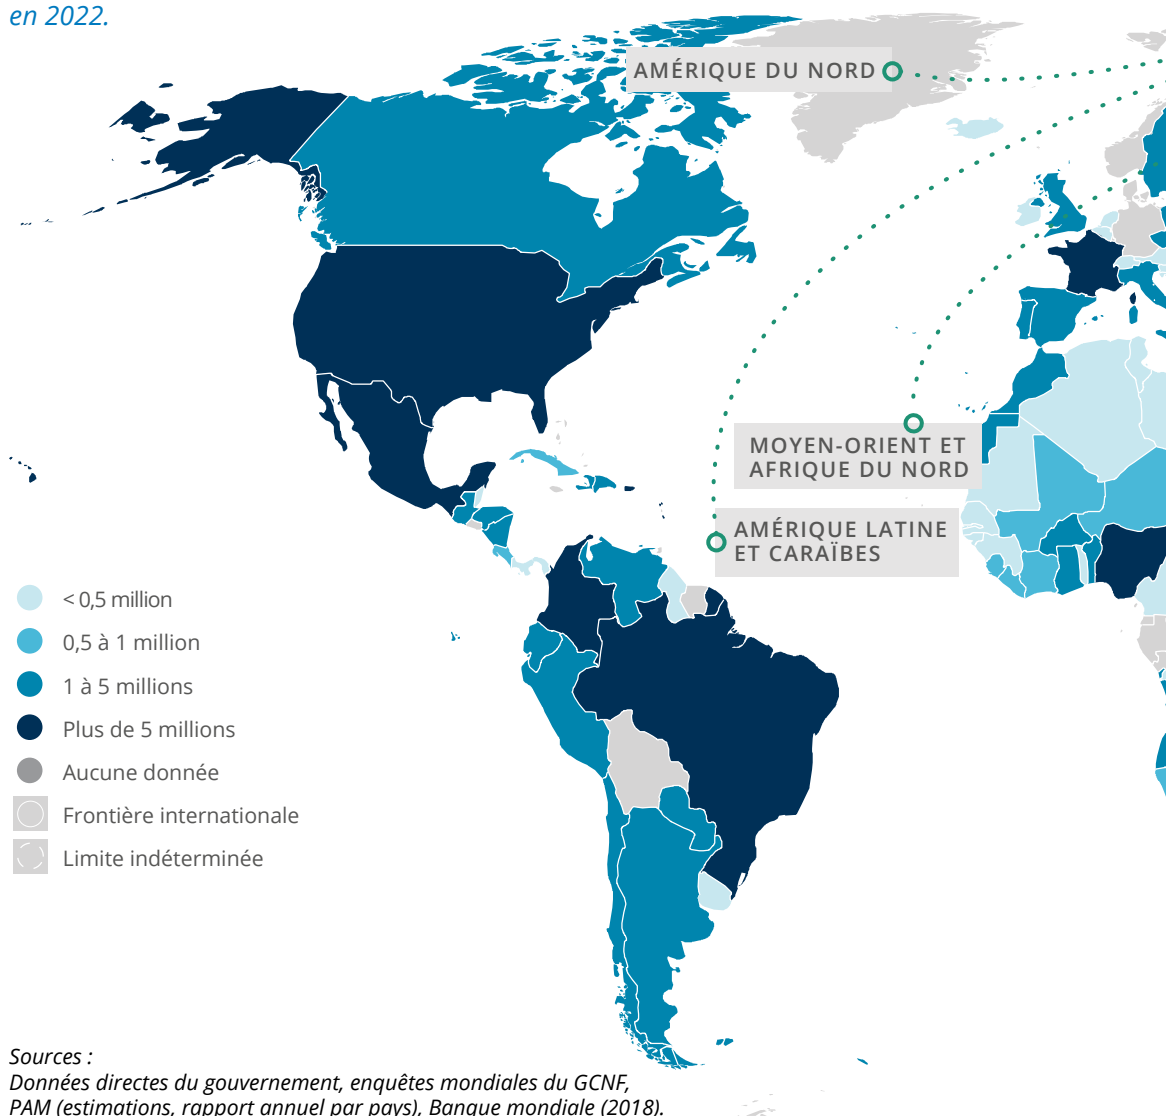 en 2022.
AMÉRIQUE DU NORD
MOYEN-ORIENT ET
AFRIQUE DU NORD
AMÉRIQUE LATINE
ET CARAÏBES
< 0,5 million
0,5 à 1 million
1 à 5 millions
Plus de 5 millions
Aucune donnée
Frontière internationale
Limite indéterminée
Sources :
Données directes du gouvernement, enquêtes mondiales du GCNF,
PAM (estimations, rapport annuel par pays), Banque mondiale (2018).